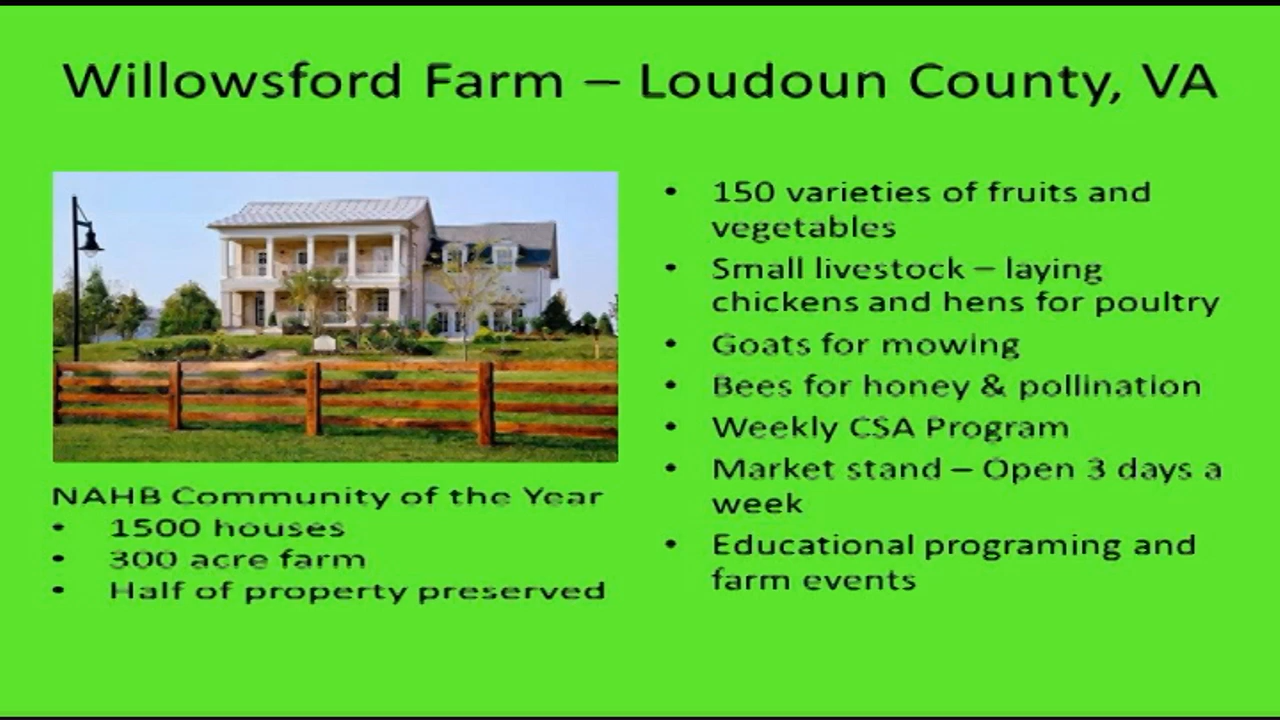 Willowsford Farm – Loudoun County, VA
NAHB Community of the Year
• 1500 houses
• 300 acre farm
• Half of property preserved
• 150 varieties of fruits and
vegetables
• Small livestock – laying
chickens and hens for poultry
• Goats for mowing
• Bees for honey & pollination
• Weekly CSA Program
• Market stand – Open 3 days a
week
• Educational programing and
farm events